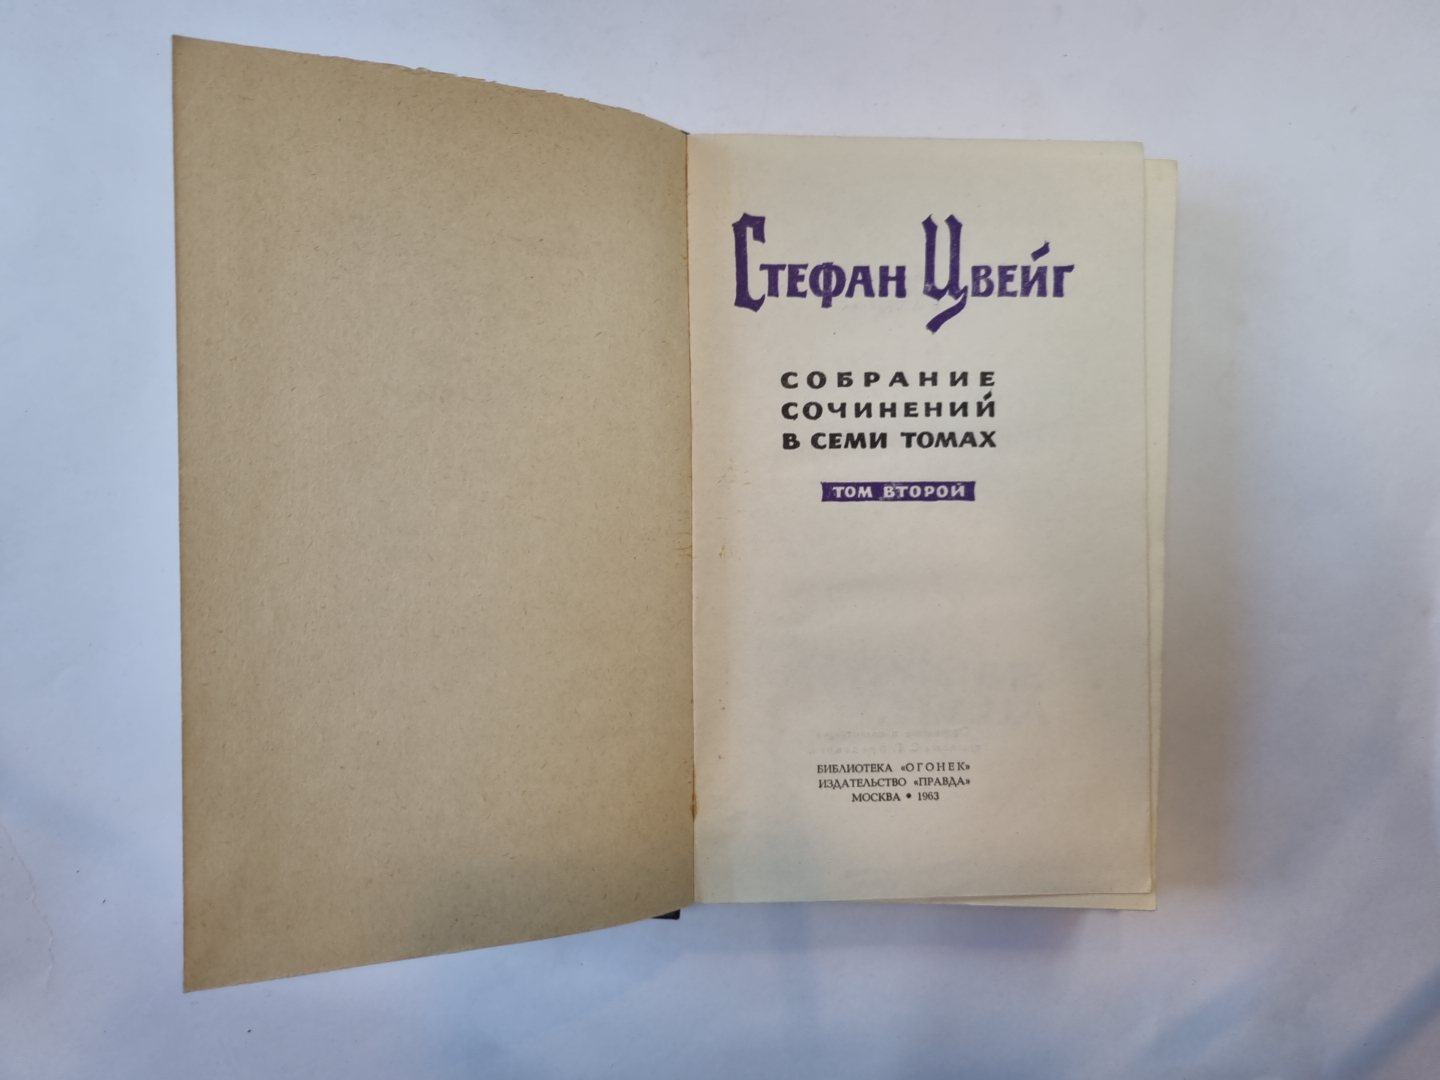 Стефан Цвейг
СОБРАНИЕ
СОЧИНЕНИЙ
В СЕМИ ТОМАХ
ТОМ ВТОРОЙ
БИБЛИОТЕКА «ОГОНЕК»
ИЗДАТЕЛЬСТВО «ПРАВДА»
МОСКВА • 1963